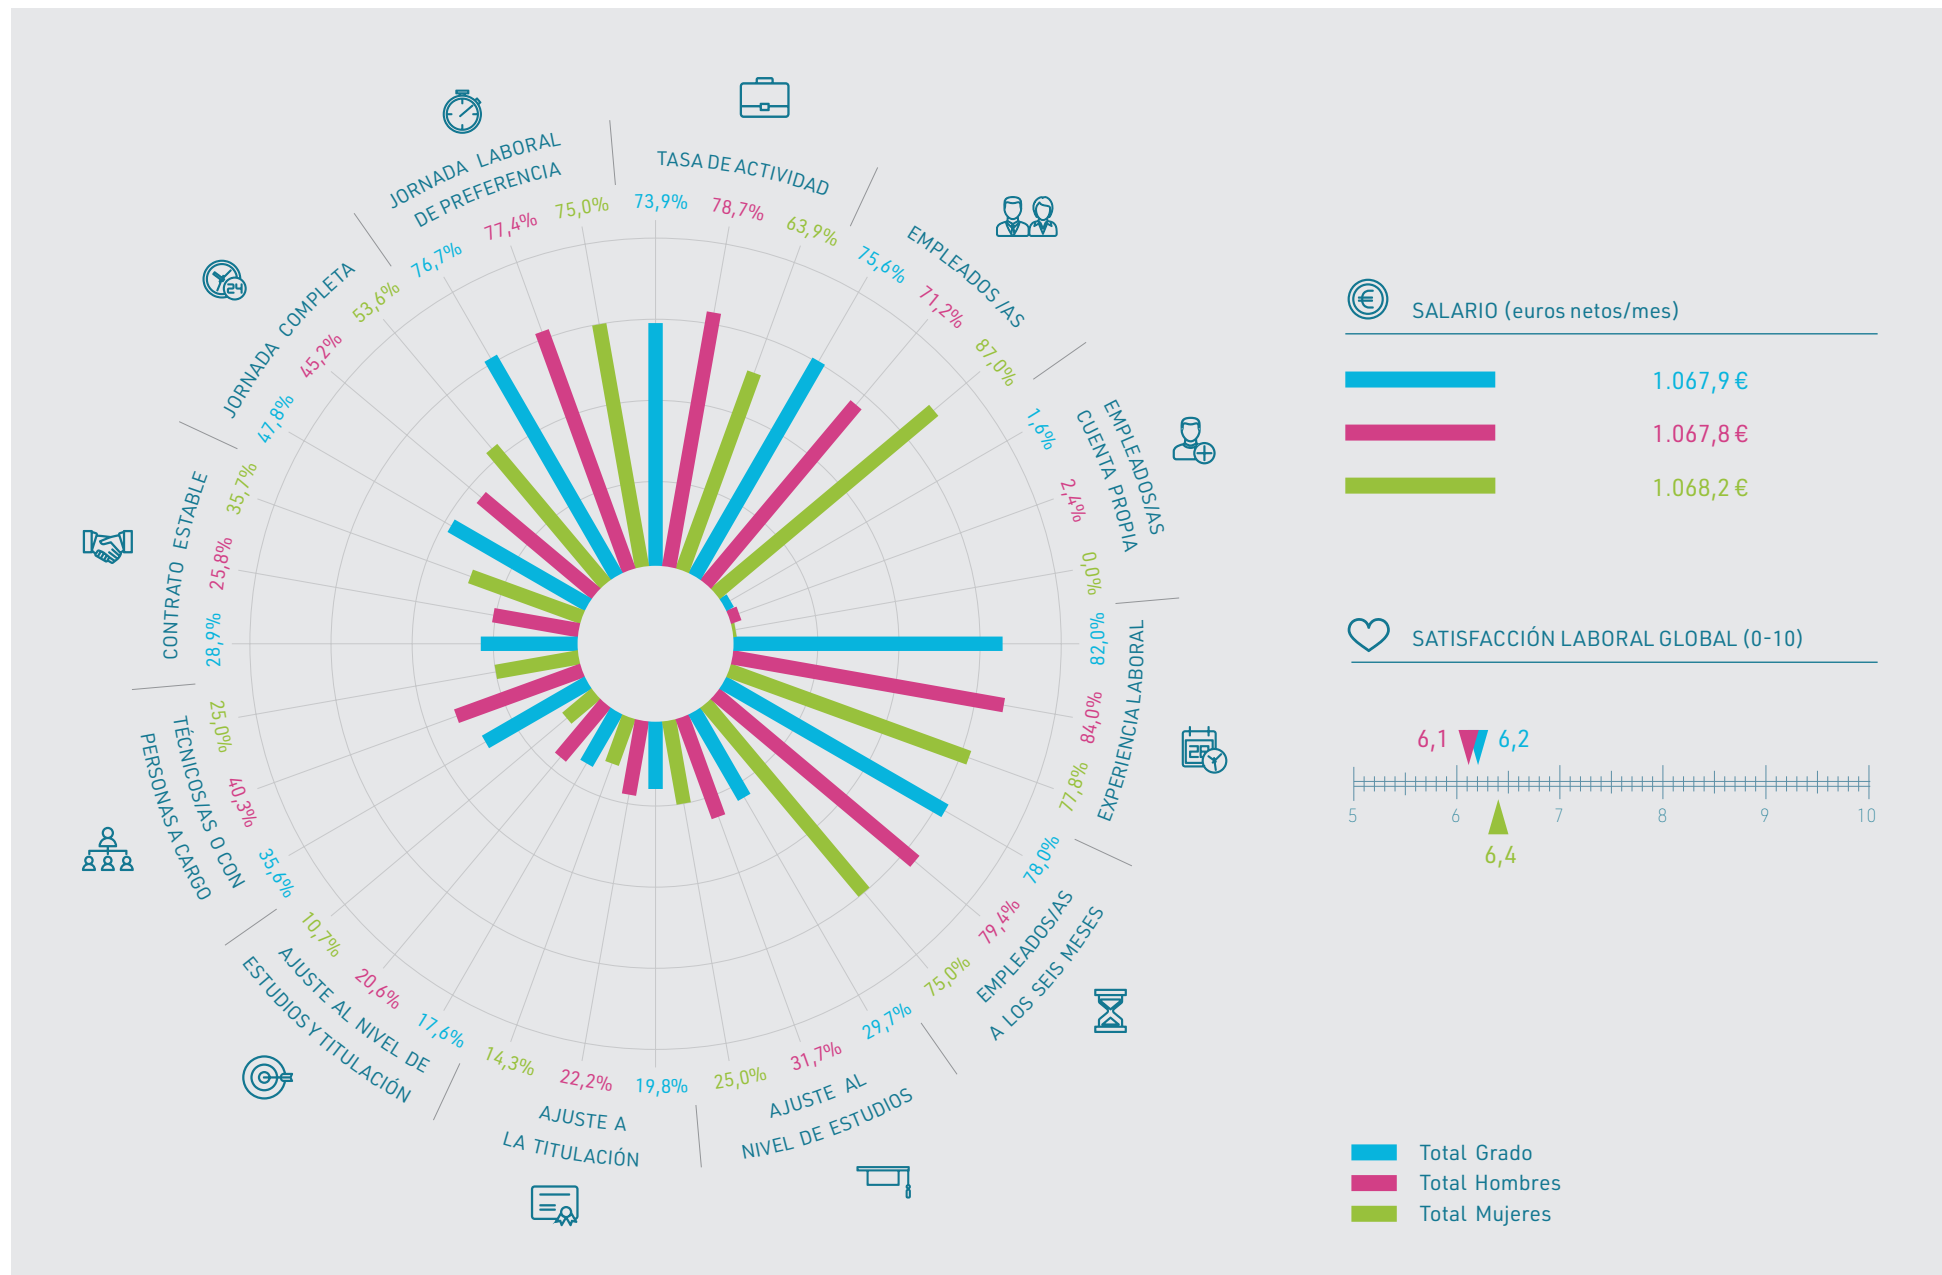 TASA DE ACTIVIDAD
73,9%
78,7%
63,9%
EMPLEADOS /AS
75,6%
71,2%
87,0%
EMPLEADOS/AS
CUENTA PROPIA
1,6%
2,4%
0,0%
EXPERIENCIA LABORAL
82,0%
84,0%
77,8%
EMPLEADOS/AS
A LOS SEIS MESES
78,0%
79,4%
75,0%
AJUSTE AL
NIVEL DE ESTUDIOS
29,7%
31,7%
25,0%
AJUSTE A
LA TITULACIÓN
19,8%
22,2%
14,3%
AJUSTE AL NIVEL DE
ESTUDIOS Y TITULACIÓN
17,6%
20,6%
10,7%
TÉCNICOS/AS O CON
PERSONAS A CARGO
35,6%
40,3%
25,0%
CONTRATO ESTABLE
28,9%
25,8%
35,7%
JORNADA COMPLETA
47,8%
45,2%
53,6%
JORNADA LABORAL
DE PREFERENCIA
76,7%
77,4%
75,0%
24
28
SALARIO (euros netos/mes)
1.067,9 €
1.067,8 €
1.068,2 €
SATISFACCIÓN LABORAL GLOBAL (0-10)
6,1 6,2
5 6 7 8 9 10
6,4
Total Grado
Total Hombres
Total Mujeres